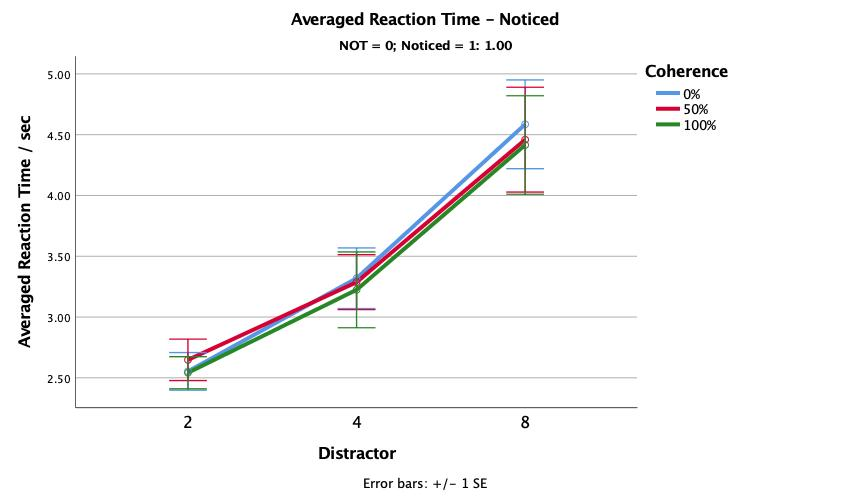 Averaged Reaction Time – Noticed
NOT = 0; Noticed = 1: 1.00
Averaged Reaction Time / sec
5.00
4.50
4.00
3.50
3.00
2.50
2
4
8
Distractor
Error bars: +/- 1 SE
Coherence
0%
50%
100%